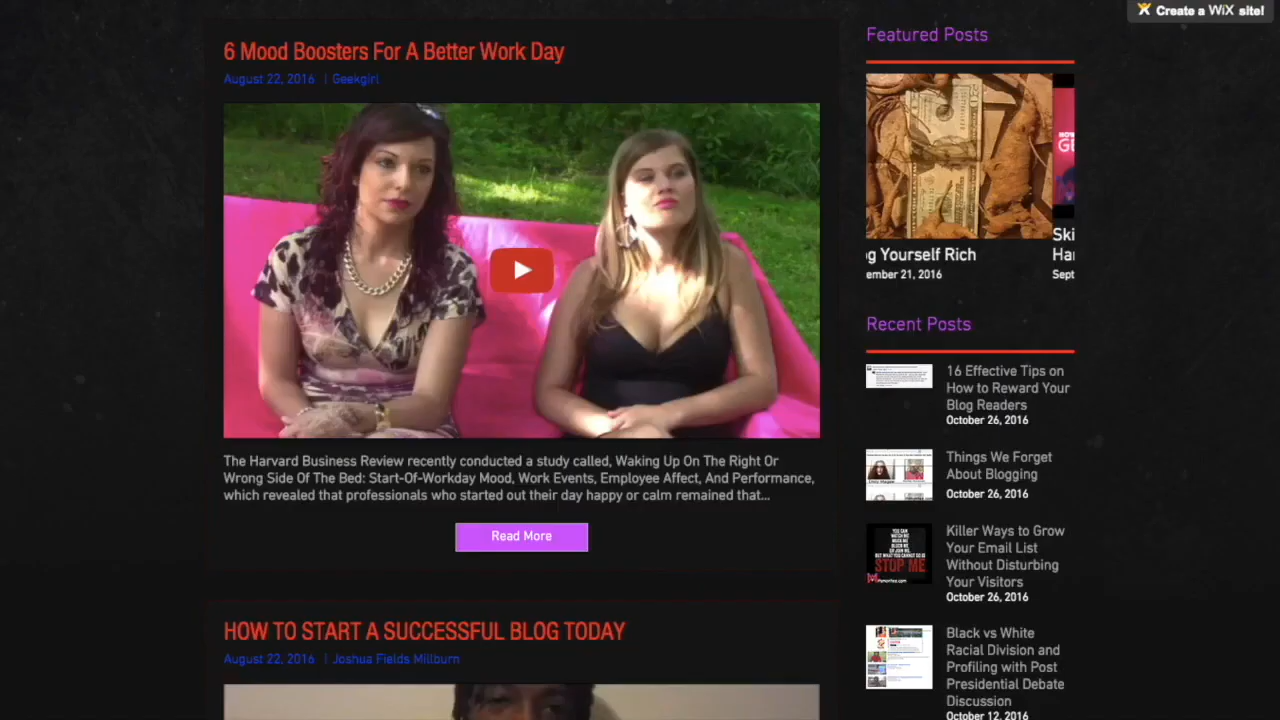 Create a WiX site!
6 Mood Boosters For A Better Work Day
August 22, 2016 | Geekgirl
The Harvard Business Review recently conducted a study called, Waking Up On The Right Or
Wrong Side Of The Bed: Start-Of-Workday Mood, Work Events, Employee Affect, And Performance,
which revealed that professionals who started out their day happy or calm remained that...
Read More
HOW TO START A SUCCESSFUL BLOG TODAY
August 22, 2016 | Joshua Fields Milburn
Featured Posts
g Yourself Rich
ember 21, 2016
Ski
Har
Sept
Recent Posts
16 Effective Tips on
How to Reward Your
Blog Readers
October 26, 2016
Things We Forget
About Blogging
October 26, 2016
YOU CAN
WATCH ME
STOP ME
Killer Ways to Grow
Your Email List
Without Disturbing
Your Visitors
October 26, 2016
Black vs White
Racial Division and
Profiling with Post
Presidential Debate
Discussion
October 12, 2016